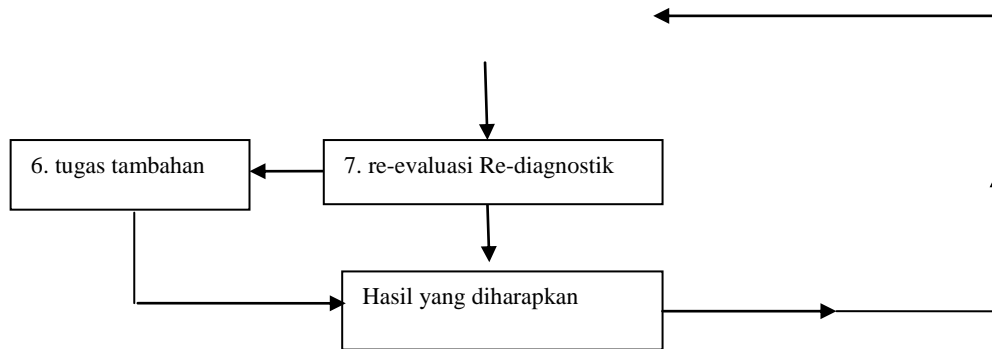 6. tugas tambahan
7. re-evaluasi Re-diagnostik
Hasil yang diharapkan